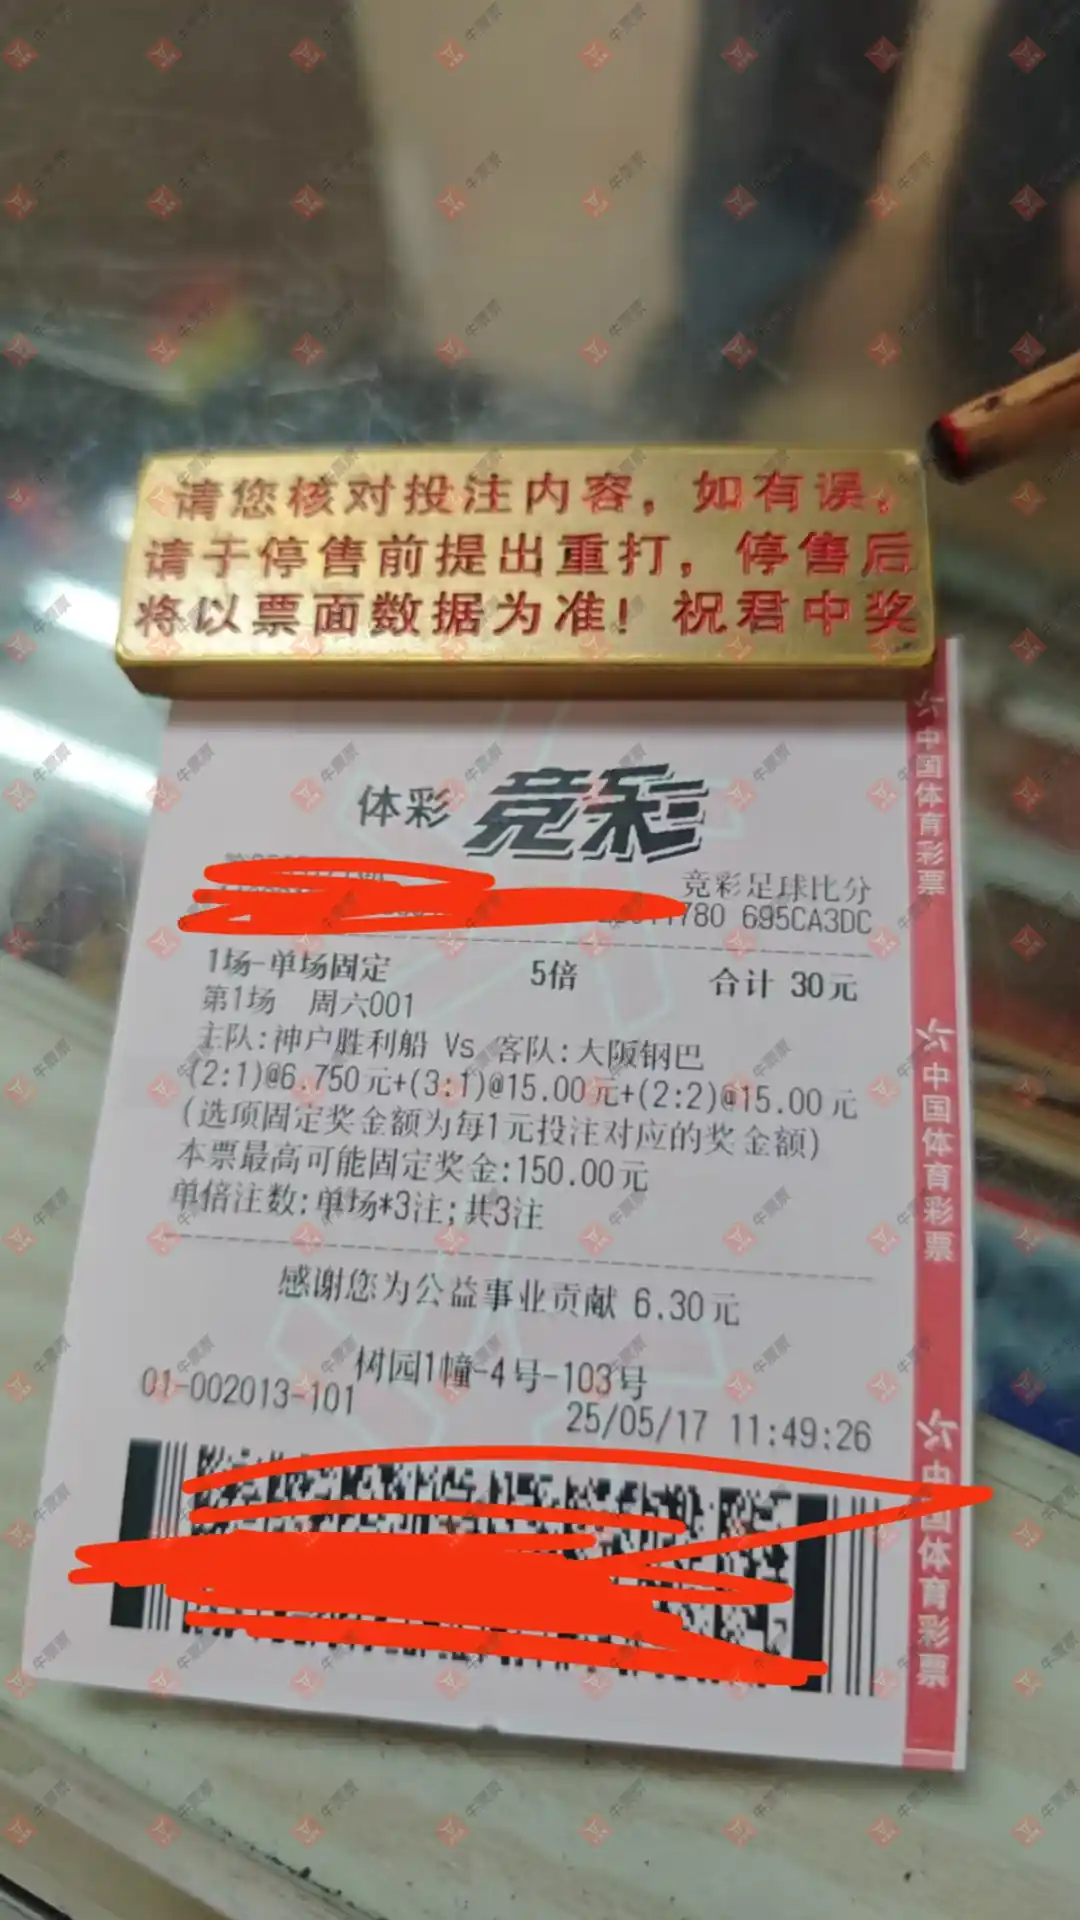 请您核对投注内容，如有误，
请于停售前提出重打，停售后
将以票面数据为准！祝君中奖
体彩 竞彩
竞彩足球比分
780 695CA3DC
1场-单场固定 5倍 合计 30元
第1场 周六001
主队:神户胜利船 Vs 客队:大阪钢巴
(2:1)@6.750元+(3:1)@15.00元+(2:2)@15.00元
(选项固定奖金额为每1元投注对应的奖金额)
本票最高可能固定奖金:150.00元
单倍注数:单场*3注;共3注
感谢您为公益事业贡献 6.30元
树园1幢-4号-103号
01-002013-101
25/05/17 11:49:26
中国体育彩票
中国体育彩票
中国体育彩票
牛票票